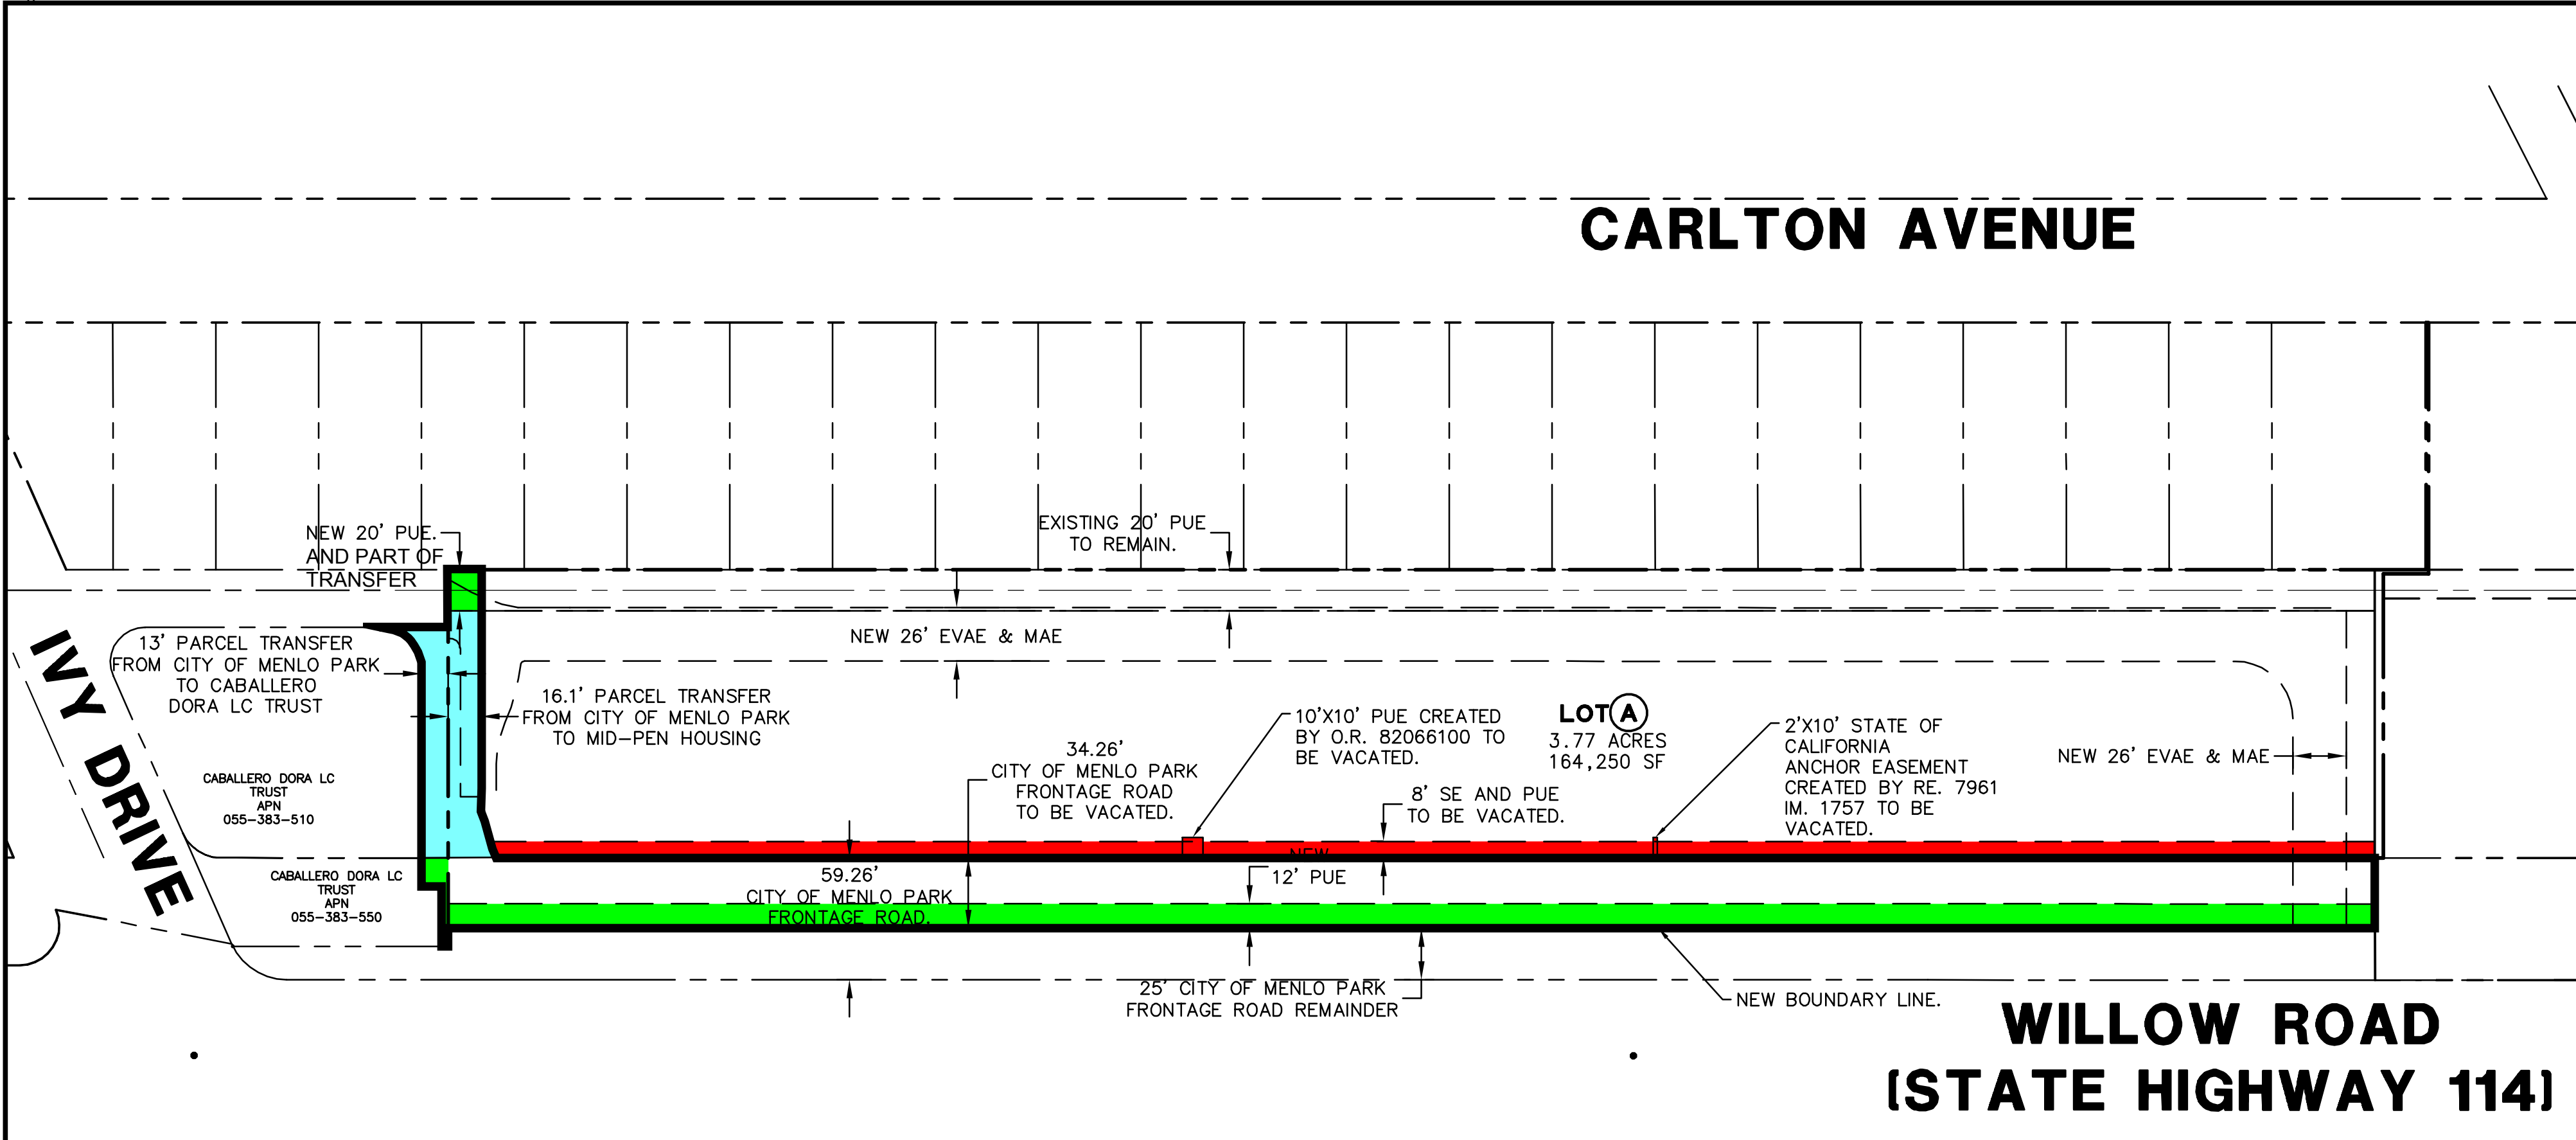 CARLTON AVENUE
NEW 20' PUE.
AND PART OF
TRANSFER
EXISTING 20' PUE
TO REMAIN.
NEW 26' EVAE & MAE
13' PARCEL TRANSFER
FROM CITY OF MENLO PARK
TO CABALLERO
DORA LC TRUST
IVY DRIVE
16.1' PARCEL TRANSFER
FROM CITY OF MENLO PARK
TO MID-PEN HOUSING
34.26'
CITY OF MENLO PARK
FRONTAGE ROAD
TO BE VACATED.
10'X10' PUE CREATED
BY O.R. 82066100 TO
BE VACATED.
LOT A
3.77 ACRES
164,250 SF
8' SE AND PUE
TO BE VACATED.
2'X10' STATE OF
CALIFORNIA
ANCHOR EASEMENT
CREATED BY RE. 7961
IM. 1757 TO BE
VACATED.
NEW 26' EVAE & MAE
CABALLERO DORA LC
TRUST
APN
055-383-510
CABALLERO DORA LC
TRUST
APN
055-383-550
59.26'
CITY OF MENLO PARK
FRONTAGE ROAD.
NEW
12' PUE
25' CITY OF MENLO PARK
FRONTAGE ROAD REMAINDER
NEW BOUNDARY LINE.
WILLOW ROAD
(STATE HIGHWAY 114)